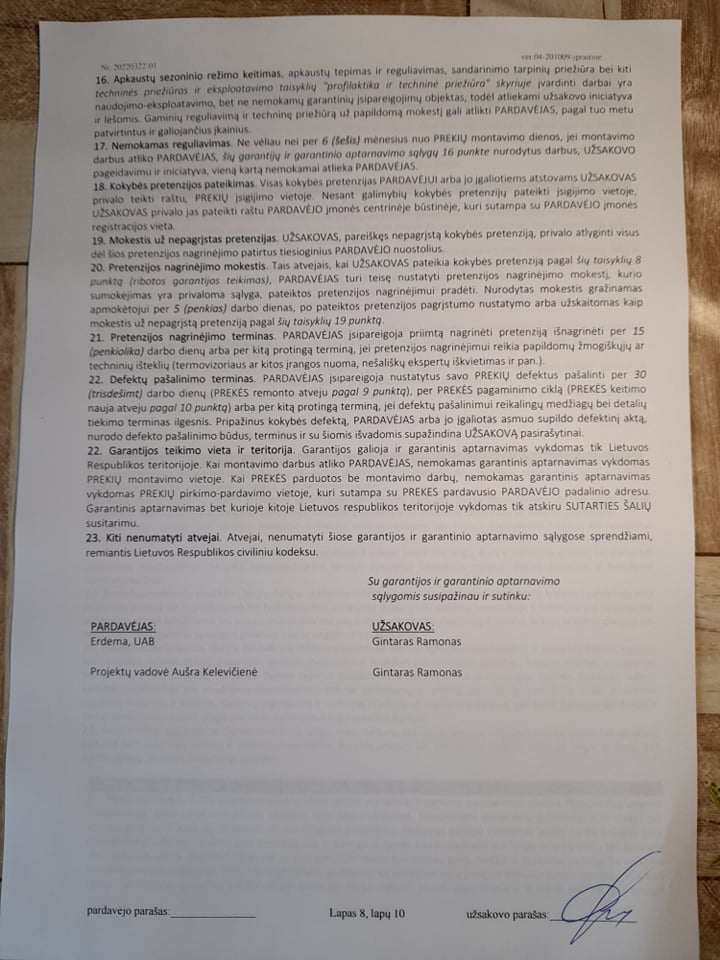 Nr. 20220322-01
ver.04-201009-įprastinė
16. Apkaustų sezoninio režimo keitimas, apkaustų tepimas ir reguliavimas, sandarinimo tarpinių priežiūra bei kiti
techninės priežiūros ir eksploatavimo taisyklių "profilaktika ir techninė priežiūra" skyriuje įvardinti darbai yra
naudojimo-eksploatavimo, bet ne nemokamų garantinių įsipareigojimų objektas, todėl atliekami užsakovo iniciatyva
ir lėšomis. Gaminių reguliavimą ir techninę priežiūrą už papildomą mokestį gali atlikti PARDAVĖJAS, pagal tuo metu
patvirtintus ir galiojančius įkainius.
17. Nemokamas reguliavimas. Ne vėliau nei per 6 (šešis) mėnesius nuo PREKIŲ montavimo dienos, jei montavimo
darbus atliko PARDAVĖJAS, šių garantijų ir garantinio aptarnavimo sąlygų 16 punkte nurodytus darbus, UŽSAKOVO
pageidavimu ir iniciatyva, vieną kartą nemokamai atlieka PARDAVĖJAS.
18. Kokybės pretenzijos pateikimas. Visas kokybės pretenzijas PARDAVĖJUI arba jo įgaliotiems atstovams UŽSAKOVAS
privalo teikti raštu, PREKIŲ įsigijimo vietoje. Nesant galimybių kokybės pretenzijų pateikti įsigijimo vietoje,
UŽSAKOVAS privalo jas pateikti raštu PARDAVĖJO įmonės centrinėje būstinėje, kuri sutampa su PARDAVĖJO įmonės
registracijos vieta.
19. Mokestis už nepagrįstas pretenzijas. UŽSAKOVAS, pareiškęs nepagrįstą kokybės pretenziją, privalo atlyginti visus
dėl šios pretenzijos nagrinėjimo patirtus tiesioginius PARDAVĖJO nuostolius.
20. Pretenzijos nagrinėjimo mokestis. Tais atvejais, kai UŽSAKOVAS pateikia kokybės pretenziją pagal šių taisyklių 8
punktą (ribotos garantijos teikimas), PARDAVĖJAS turi teisę nustatyti pretenzijos nagrinėjimo mokestį, kurio
sumokėjimas yra privaloma sąlyga, pateiktos pretenzijos nagrinėjimui pradėti. Nurodytas mokestis gražinamas
apmokėtojui per 5 (penkias) darbo dienas, po pateiktos pretenzijos pagrįstumo nustatymo arba užskaitomas kaip
mokestis už nepagrįstą pretenziją pagal šių taisyklių 19 punktą.
21. Pretenzijos nagrinėjimo terminas. PARDAVĖJAS įsipareigoja priimtą nagrinėti pretenziją išnagrinėti per 15
(penkiolika) darbo dienų arba per kitą protingą terminą, jei pretenzijos nagrinėjimui reikia papildomų žmogiškųjų ar
techninių išteklių (termovizoriaus ar kitos įrangos nuoma, nešališkų ekspertų iškvietimas ir pan.).
22. Defektų pašalinimo terminas. PARDAVĖJAS įsipareigoja nustatytus savo PREKIŲ defektus pašalinti per 30
(trisdešimt) darbo dienų (PREKĖS remonto atveju pagal 9 punktą), per PREKĖS pagaminimo ciklą (PREKĖS keitimo
nauja atveju pagal 10 punktą) arba per kitą protingą terminą, jei defektų pašalinimui reikalingų medžiagų bei detalių
tiekimo terminas ilgesnis. Pripažinus kokybės defektą, PARDAVĖJAS arba jo įgaliotas asmuo supildo defektinį aktą,
nurodo defekto pašalinimo būdus, terminus ir su šiomis išvadomis supažindina UŽSAKOVĄ pasirašytinai.
22. Garantijos teikimo vieta ir teritorija. Garantijos galioja ir garantinis aptarnavimas vykdomas tik Lietuvos
Respublikos teritorijoje. Kai montavimo darbus atliko PARDAVĖJAS, nemokamas garantinis aptarnavimas vykdomas
PREKIŲ montavimo vietoje. Kai PREKĖS parduotos be montavimo darbų, nemokamas garantinis aptarnavimas
vykdomas PREKIŲ pirkimo-pardavimo vietoje, kuri sutampa su PREKES pardavusio PARDAVĖJO padalinio adresu.
Garantinis aptarnavimas bet kurioje kitoje Lietuvos respublikos teritorijoje vykdomas tik atskiru SUTARTIES ŠALIŲ
susitarimu.
23. Kiti nenumatyti atvejai. Atvejai, nenumatyti šiose garantijos ir garantinio aptarnavimo sąlygose sprendžiami,
remiantis Lietuvos Respublikos civiliniu kodeksu.
Su garantijos ir garantinio aptarnavimo
sąlygomis susipažinau ir sutinku:
PARDAVĖJAS:
Erdema, UAB
Projektų vadovė Aušra Kelevičienė
UŽSAKOVAS:
Gintaras Ramonas
Gintaras Ramonas
pardavėjo parašas:
Lapas 8, lapų 10
užsakovo parašas: